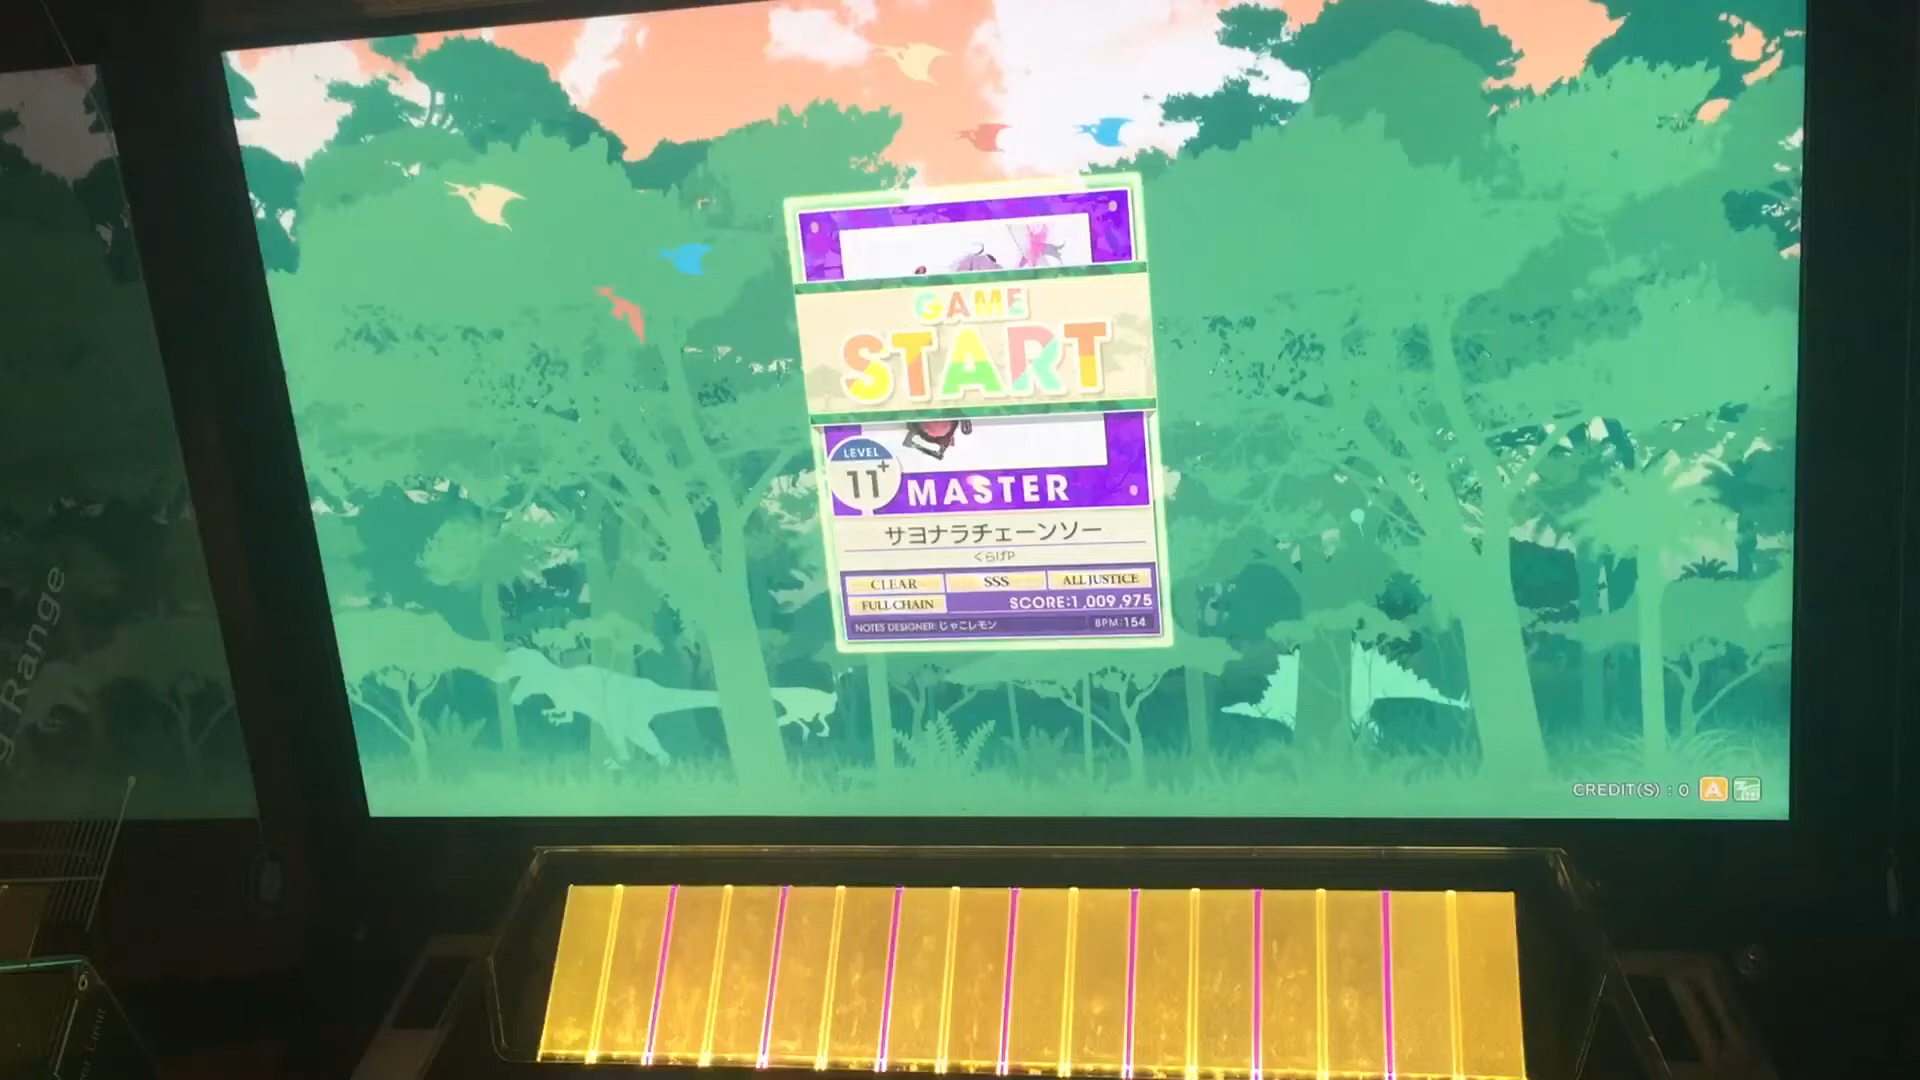 GAME
START
LEVEL
11+
MASTER
サヨナラチェーンソー
くらげP
CLEAR SSS ALL JUSTICE
FULL CHAIN SCORE:1,009,975
NOTES DESIGNER:じゃこレモン BPM:154
CREDIT(S) : 0 A
g Range